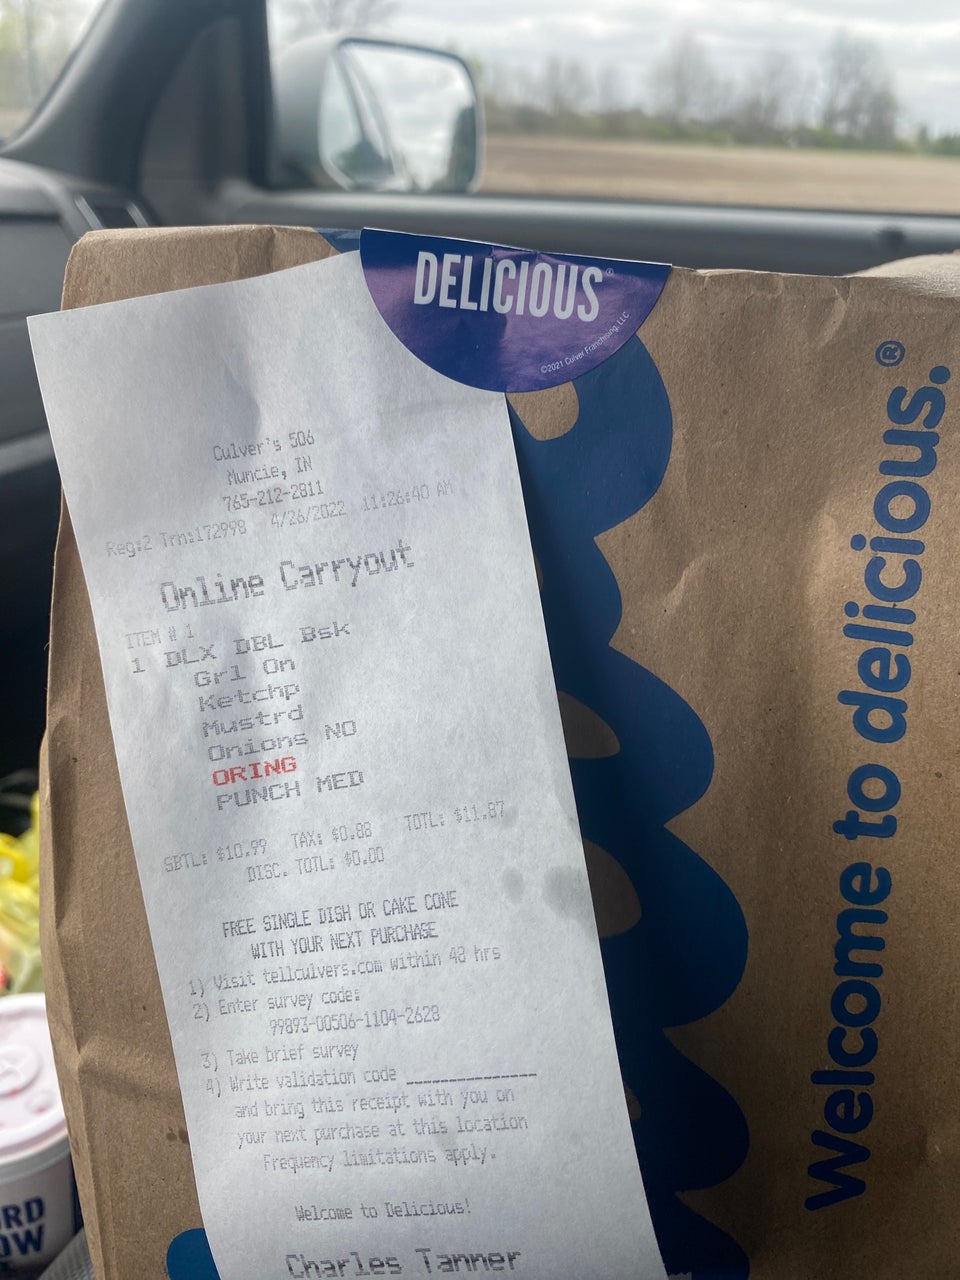 DELICIOUS®
©2021 Culver Franchising, LLC
Culver's 506
Muncie, IN
765-212-2811
Reg:2 Trn:172998 4/26/2022 11:26:40 AM
Online Carryout
ITEM # 1
1 DLX DBL Bsk
Grl On
Ketchp
Mustrd
Onions NO
ORING
PUNCH MED
SBTL: $10.99 TAX: $0.88 TOTL: $11.87
DISC. TOTL: $0.00
FREE SINGLE DISH OR CAKE CONE
WITH YOUR NEXT PURCHASE
1) Visit tellculvers.com within 48 hrs
2) Enter survey code:
99893-00506-1104-2628
3) Take brief survey
4) Write validation code ______________
and bring this receipt with you on
your next purchase at this location
Frequency limitations apply.
Welcome to Delicious!
Charles Tanner
Welcome to delicious.®
RD
OW